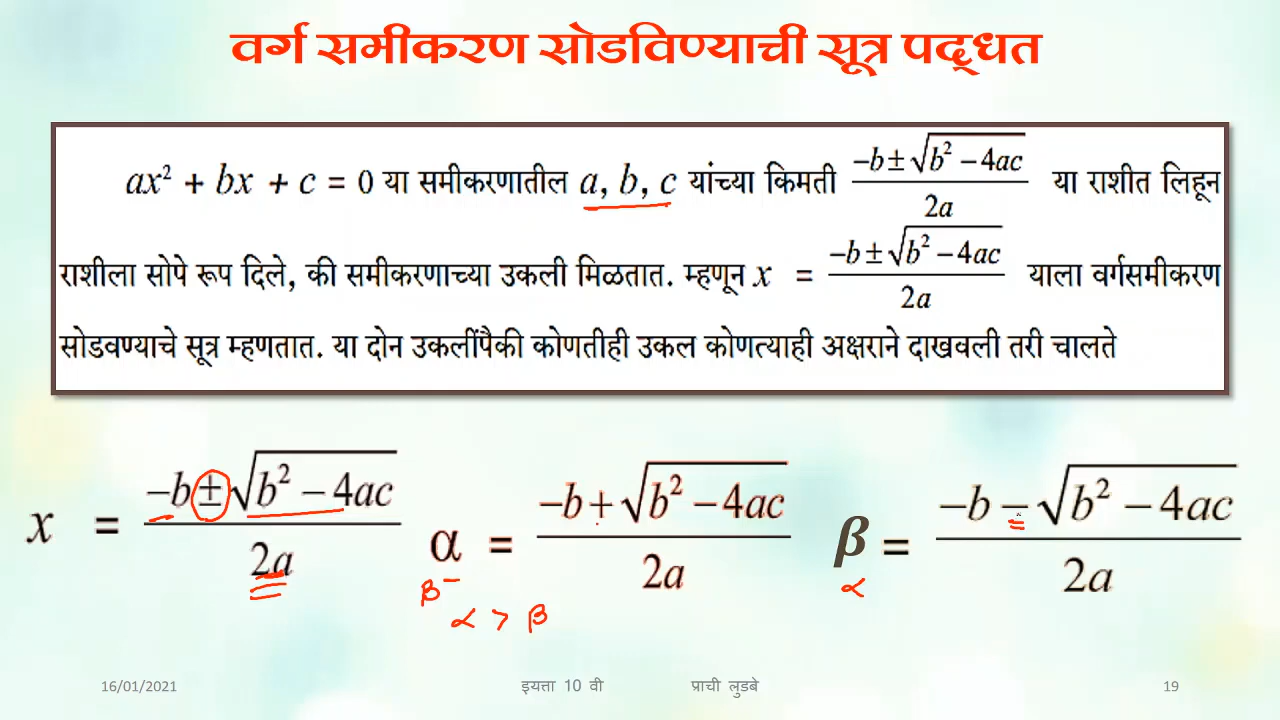 वर्ग समीकरण सोडविण्याची सूत्र पद्धत
ax² + bx + c = 0 या समीकरणातील a, b, c यांच्या किमती (−b ± √(b² − 4ac)) / 2a या राशीत लिहून
राशीला सोपे रूप दिले, की समीकरणाच्या उकली मिळतात. म्हणून x = (−b ± √(b² − 4ac)) / 2a याला वर्गसमीकरण
सोडवण्याचे सूत्र म्हणतात. या दोन उकलींपैकी कोणतीही उकल कोणत्याही अक्षराने दाखवली तरी चालते
x = (−b ± √(b² − 4ac)) / 2a α = (−b + √(b² − 4ac)) / 2a β = (−b − √(b² − 4ac)) / 2a
β α
α > β
16/01/2021 इयत्ता 10 वी प्राची लुडबे 19